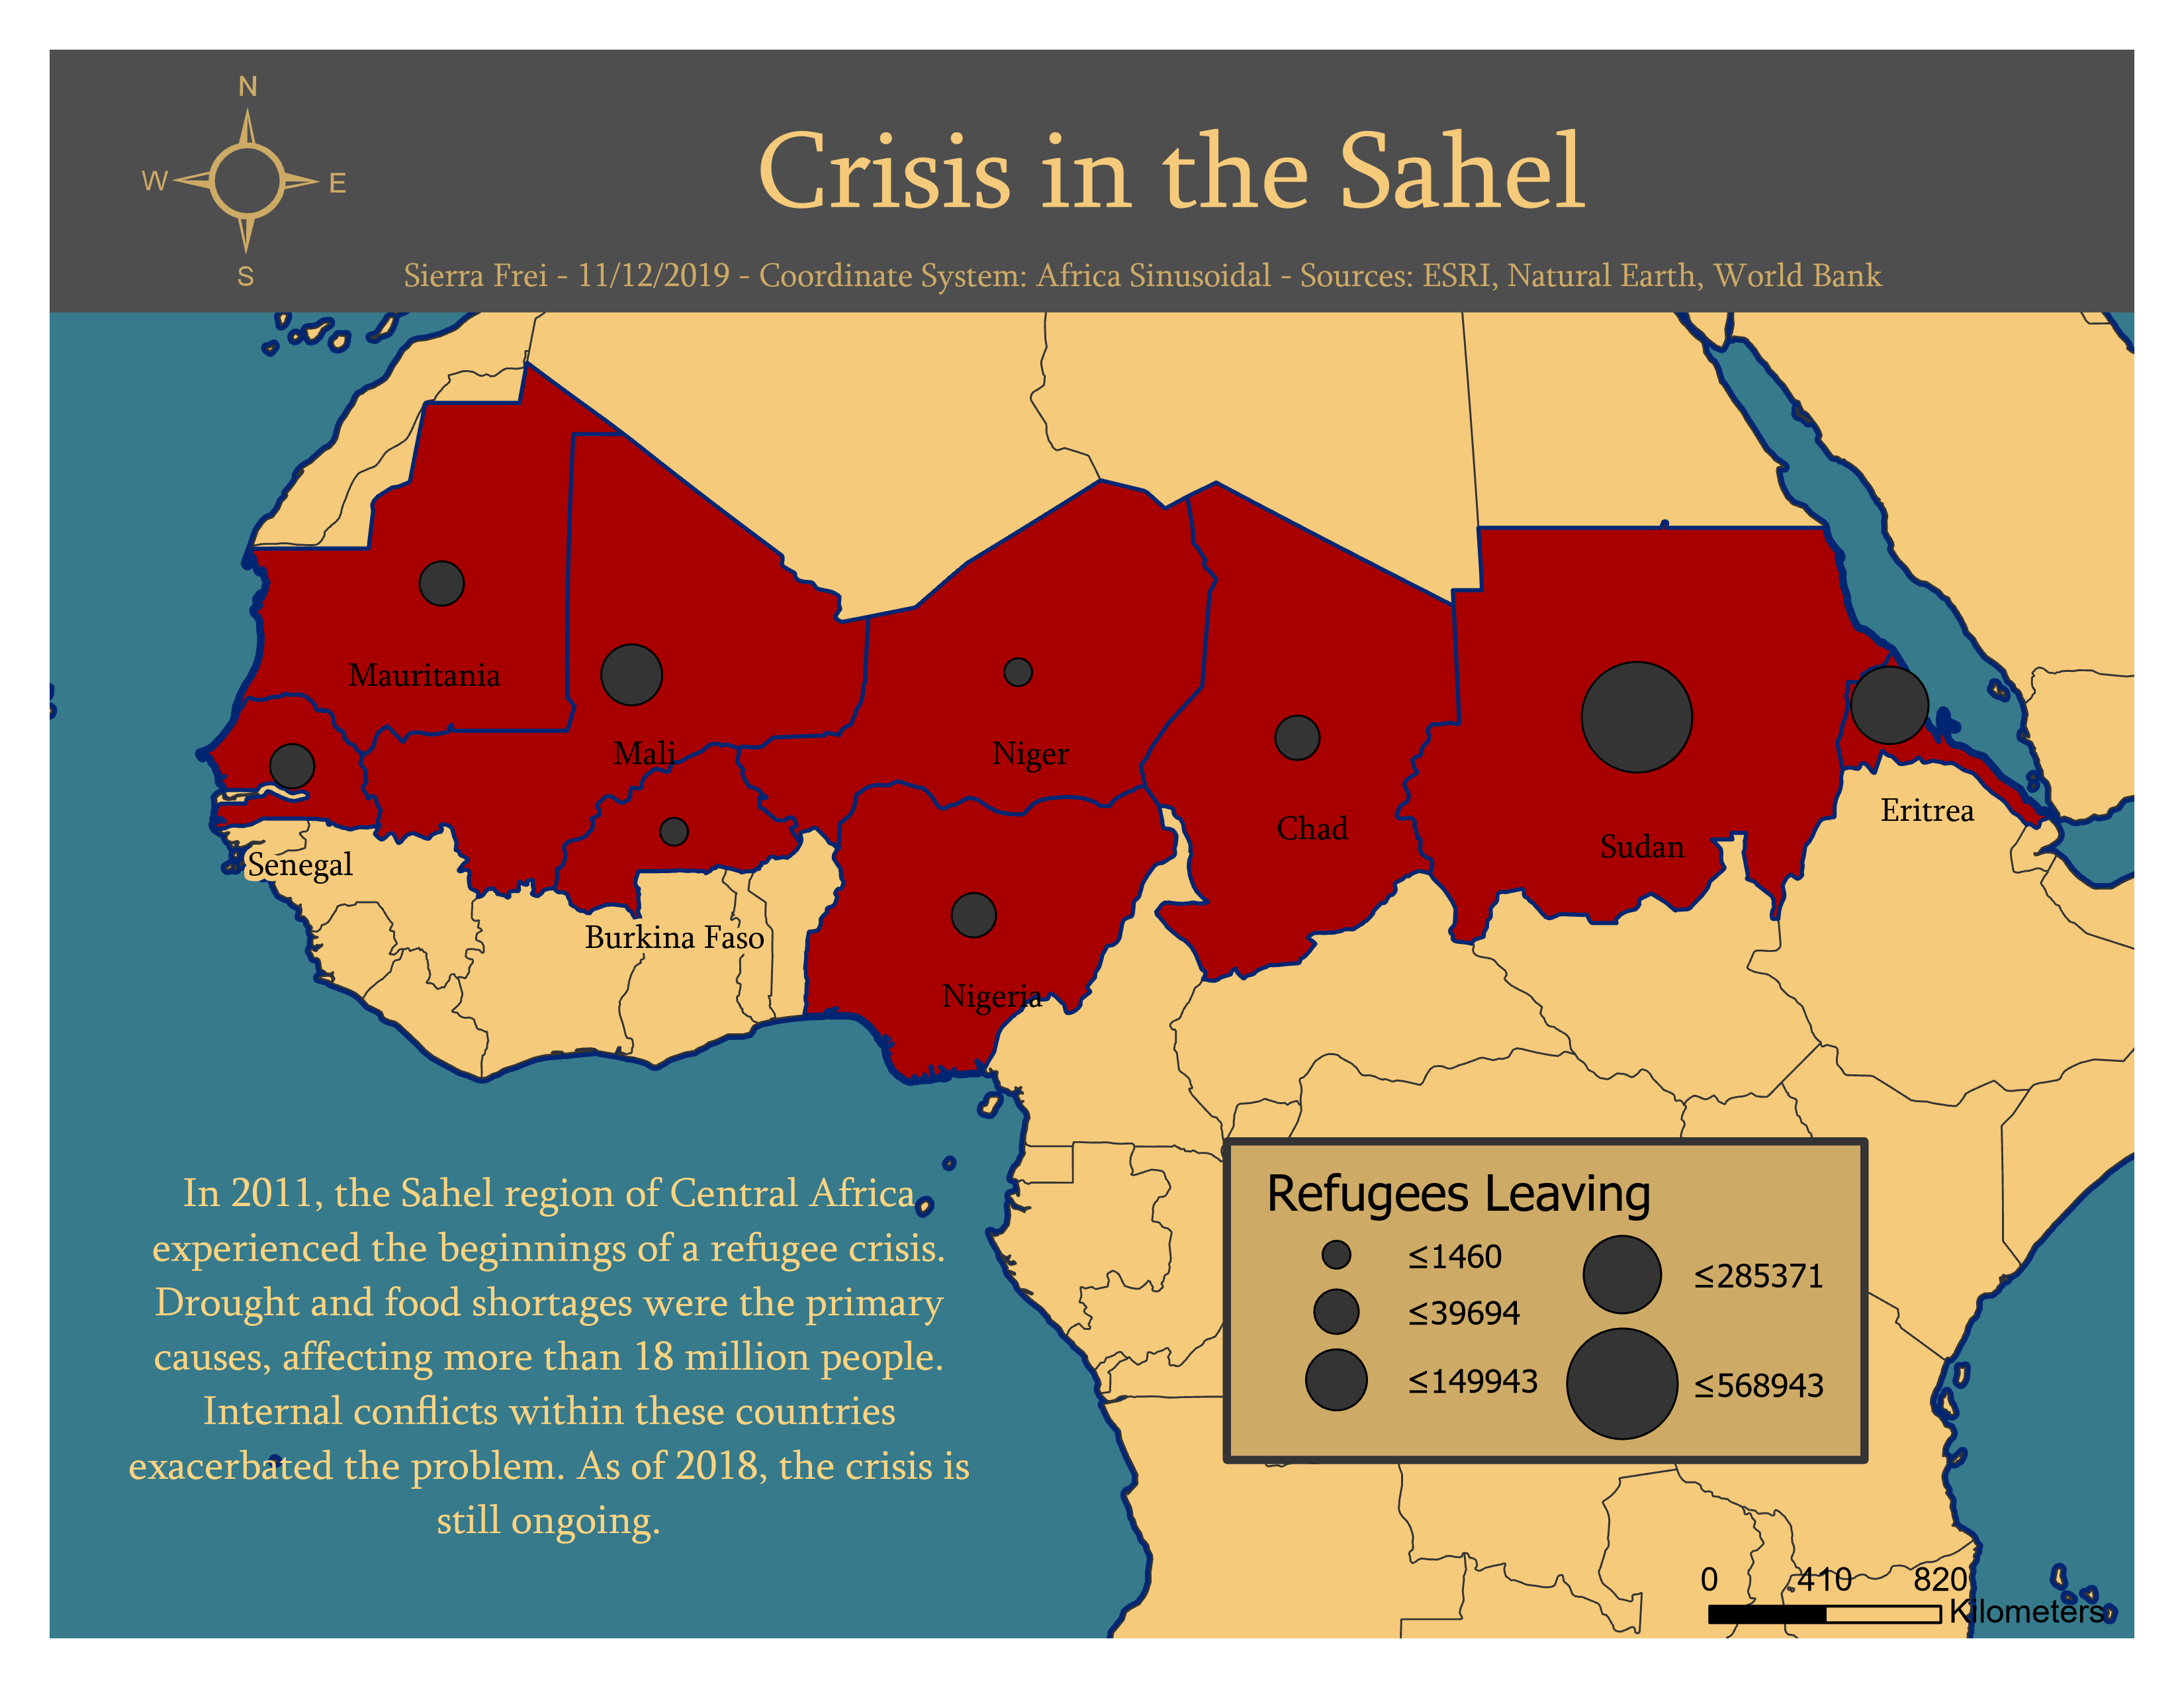 N
W E
S
Crisis in the Sahel
Sierra Frei - 11/12/2019 - Coordinate System: Africa Sinusoidal - Sources: ESRI, Natural Earth, World Bank
Mauritania
Mali
Niger
Chad
Sudan
Eritrea
Senegal
Burkina Faso
Nigeria
In 2011, the Sahel region of Central Africa
experienced the beginnings of a refugee crisis.
Drought and food shortages were the primary
causes, affecting more than 18 million people.
Internal conflicts within these countries
exacerbated the problem. As of 2018, the crisis is
still ongoing.
Refugees Leaving
≤1460
≤39694
≤149943
≤285371
≤568943
0 410 820
Kilometers